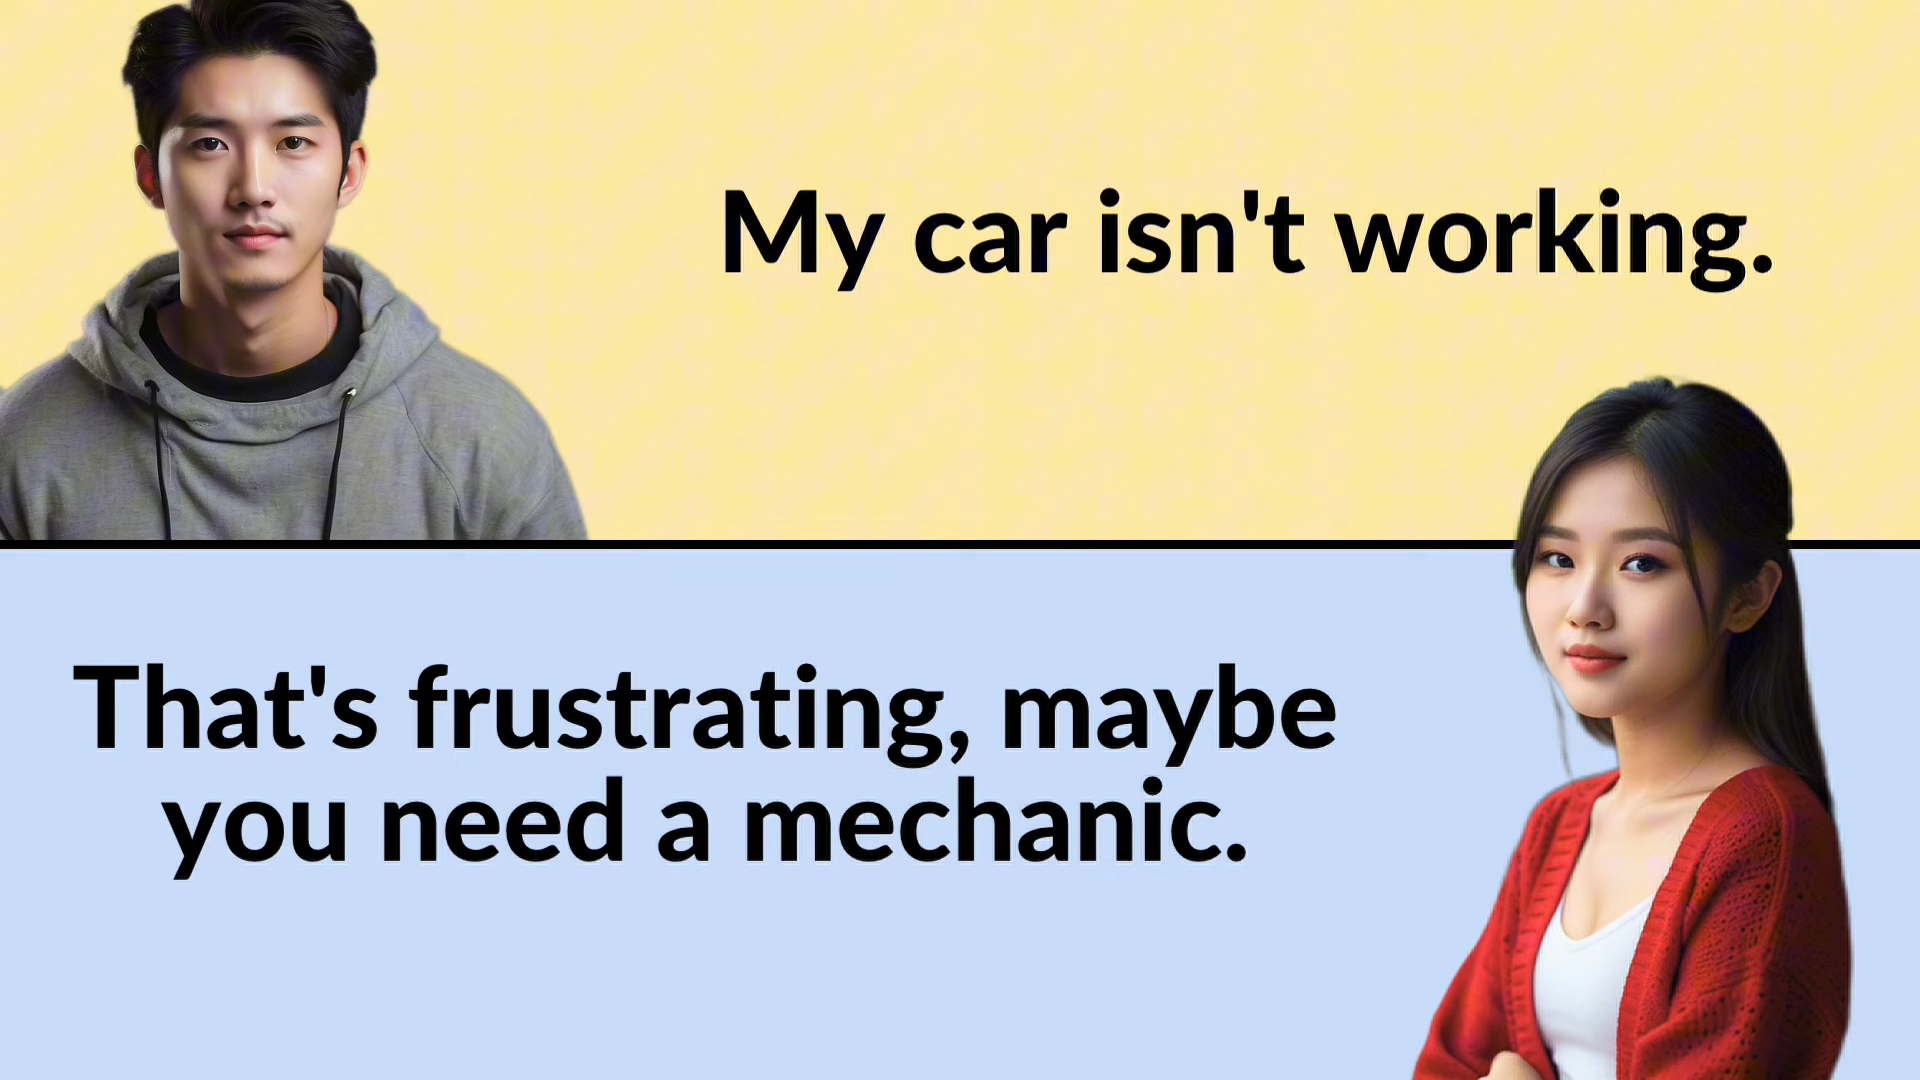 My car isn't working.
That's frustrating, maybe
you need a mechanic.